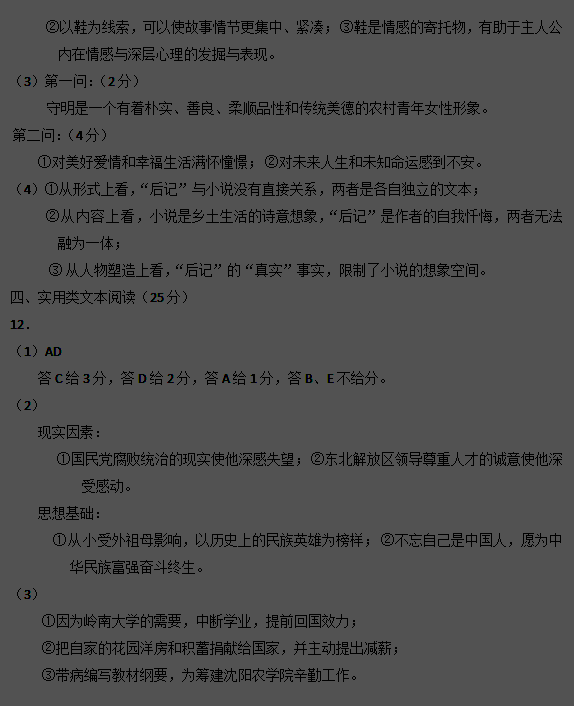 ②以鞋为线索，可以使故事情节更集中、紧凑；③鞋是情感的寄托物，有助于主人公
内在情感与深层心理的发掘与表现。
（3）第一问：（2分）
守明是一个有着朴实、善良、柔顺品性和传统美德的农村青年女性形象。
第二问：（4分）
①对美好爱情和幸福生活满怀憧憬；②对未来人生和未知命运感到不安。
（4）①从形式上看，“后记”与小说没有直接关系，两者是各自独立的文本；
②从内容上看，小说是乡土生活的诗意想象，“后记”是作者的自我忏悔，两者无法
融为一体；
③从人物塑造上看，“后记”的“真实”事实，限制了小说的想象空间。
四、实用类文本阅读（25分）
12．
（1）AD
答C给3分，答D给2分，答A给1分，答B、E不给分。
（2）
现实因素：
①国民党腐败统治的现实使他深感失望；②东北解放区领导尊重人才的诚意使他深
受感动。
思想基础：
①从小受外祖母影响，以历史上的民族英雄为榜样；②不忘自己是中国人，愿为中
华民族富强奋斗终生。
（3）
①因为岭南大学的需要，中断学业，提前回国效力；
②把自家的花园洋房和积蓄捐献给国家，并主动提出减薪；
③带病编写教材纲要，为筹建沈阳农学院辛勤工作。